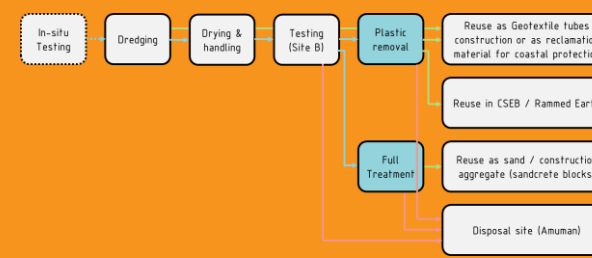 In-situ
Testing
Dredging
Drying &
handling
Testing
(Site B)
Plastic
removal
Reuse as Geotextile tubes
construction or as reclamatio
material for coastal protectio
Reuse in CSEB / Rammed Eart
Full
Treatment
Reuse as sand / constructio
aggregate (sandcrete blocks
Disposal site (Amuman)